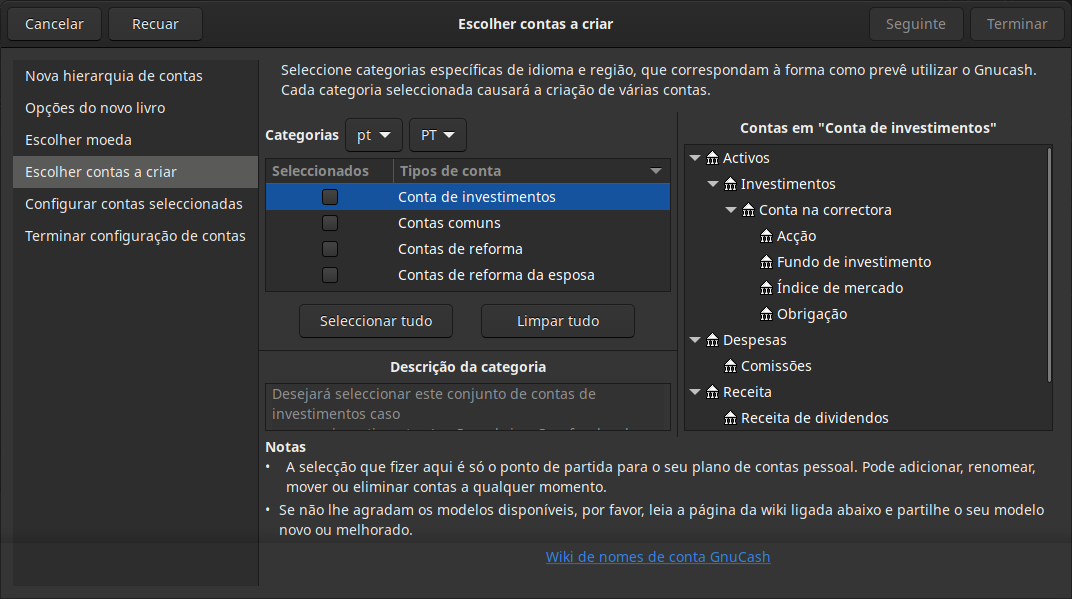 Cancelar
Recuar
Escolher contas a criar
Seguinte
Terminar
Nova hierarquia de contas
Opções do novo livro
Escolher moeda
Escolher contas a criar
Configurar contas seleccionadas
Terminar configuração de contas
Seleccione categorias específicas de idioma e região, que correspondam à forma como prevê utilizar o Gnucash.
Cada categoria seleccionada causará a criação de várias contas.
Categorias
pt
PT
Seleccionados
Tipos de conta
Conta de investimentos
Contas comuns
Contas de reforma
Contas de reforma da esposa
Seleccionar tudo
Limpar tudo
Descrição da categoria
Desejará seleccionar este conjunto de contas de
investimentos caso
Contas em "Conta de investimentos"
Activos
Investimentos
Conta na correctora
Acção
Fundo de investimento
Índice de mercado
Obrigação
Despesas
Comissões
Receita
Receita de dividendos
Notas
• A selecção que fizer aqui é só o ponto de partida para o seu plano de contas pessoal. Pode adicionar, renomear,
mover ou eliminar contas a qualquer momento.
• Se não lhe agradam os modelos disponíveis, por favor, leia a página da wiki ligada abaixo e partilhe o seu modelo
novo ou melhorado.
Wiki de nomes de conta GnuCash